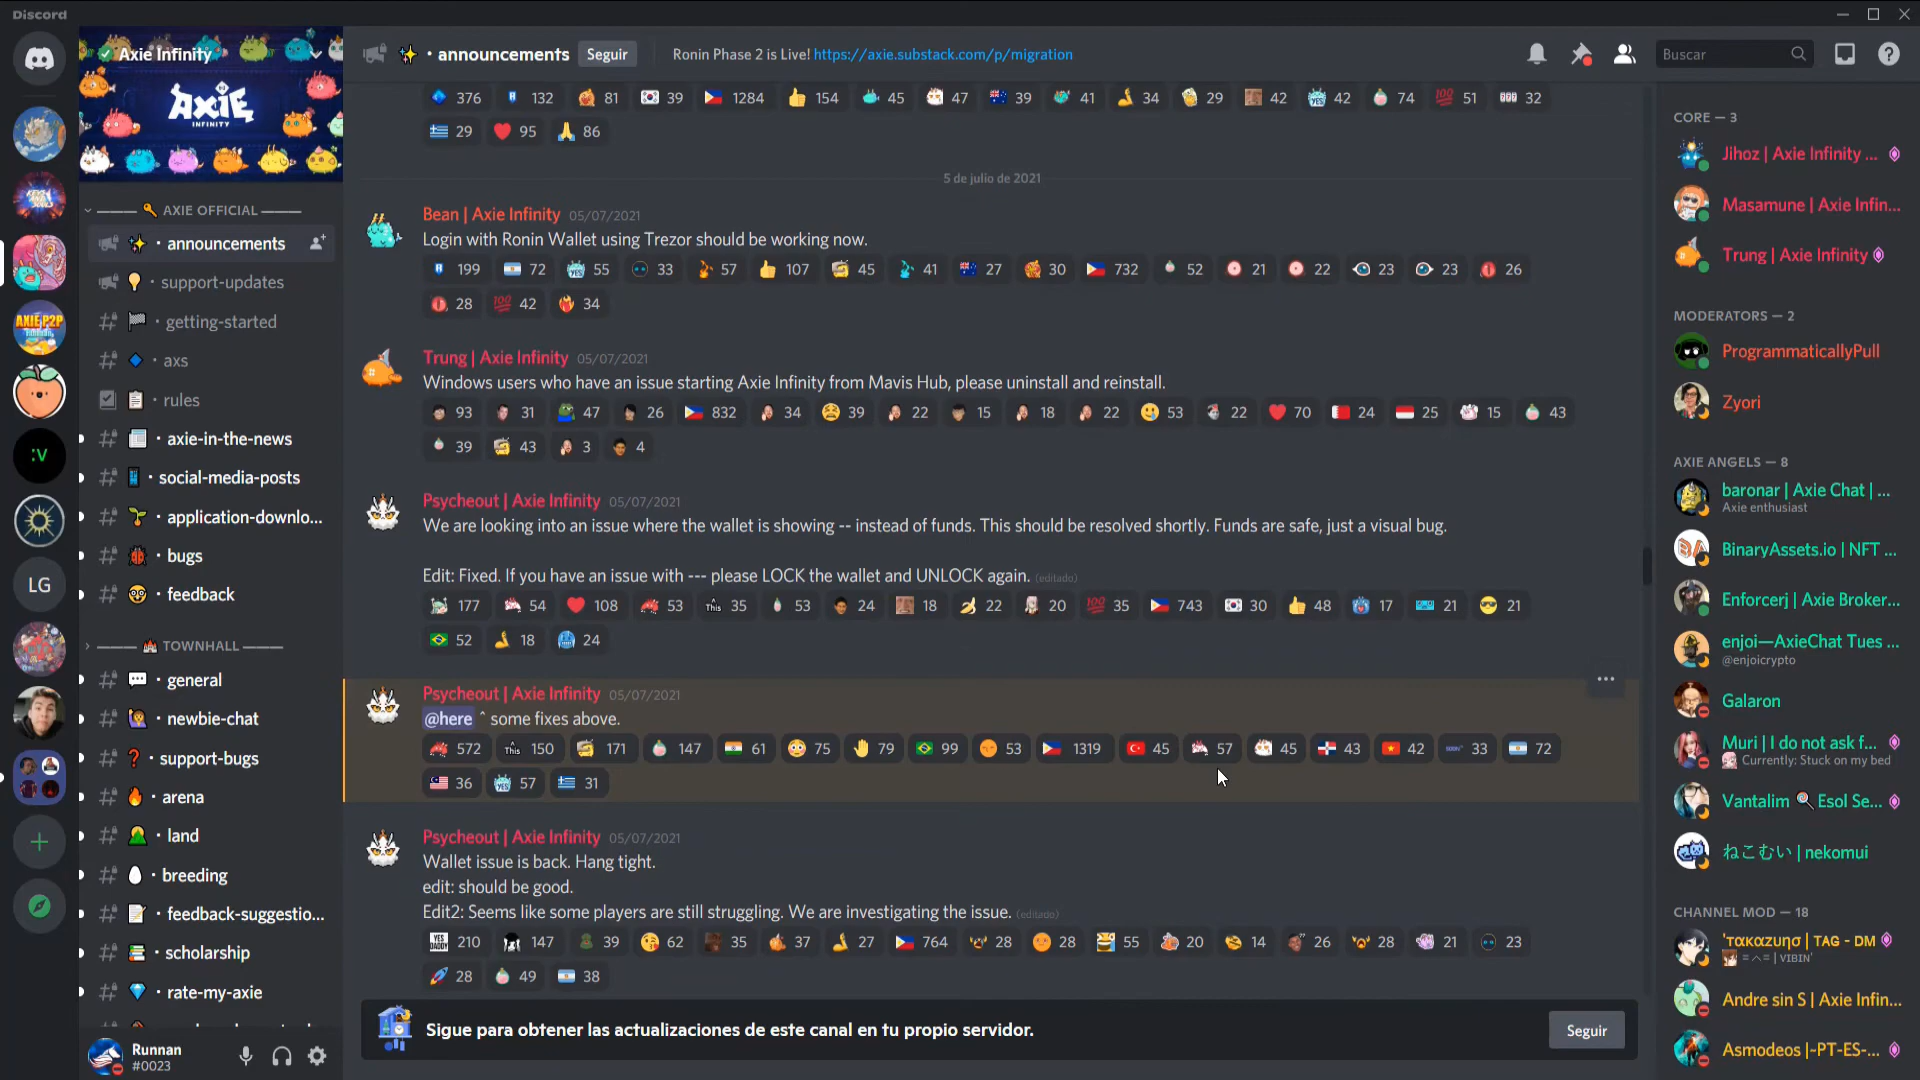 Discord
Axie Infinity
AXIE
INFINITY
AXIE OFFICIAL
· announcements
· support-updates
· getting-started
· axs
· rules
· axie-in-the-news
· social-media-posts
· application-downlo...
· bugs
· feedback
TOWNHALL
· general
· newbie-chat
· support-bugs
· arena
· land
· breeding
· feedback-suggestio...
· scholarship
· rate-my-axie
AXIE P2P
:V
LG
Runnan
#0023
· announcements
Seguir
Ronin Phase 2 is Live! https://axie.substack.com/p/migration
Buscar
376 132 81 39 1284 154 45 47 39 41 34 29 42 42 74 51 32
29 95 86
5 de julio de 2021
Bean | Axie Infinity 05/07/2021
Login with Ronin Wallet using Trezor should be working now.
199 72 55 33 57 107 45 41 27 30 732 52 21 22 23 23 26
28 42 34
Trung | Axie Infinity 05/07/2021
Windows users who have an issue starting Axie Infinity from Mavis Hub, please uninstall and reinstall.
93 31 47 26 832 34 39 22 15 18 22 53 22 70 24 25 15 43
39 43 3 4
Psycheout | Axie Infinity 05/07/2021
We are looking into an issue where the wallet is showing -- instead of funds. This should be resolved shortly. Funds are safe, just a visual bug.
Edit: Fixed. If you have an issue with --- please LOCK the wallet and UNLOCK again. (editado)
177 54 108 53 This 35 53 24 18 22 20 35 743 30 48 17 21 21
52 18 24
Psycheout | Axie Infinity 05/07/2021
@here ^ some fixes above.
572 This 150 171 147 61 75 79 99 53 1319 45 57 45 43 42 33 72
36 57 31
Psycheout | Axie Infinity 05/07/2021
Wallet issue is back. Hang tight.
edit: should be good.
Edit2: Seems like some players are still struggling. We are investigating the issue. (editado)
YES DADDY 210 147 39 62 35 37 27 764 28 28 55 20 14 26 28 21 23
28 49 38
Sigue para obtener las actualizaciones de este canal en tu propio servidor.
Seguir
CORE — 3
Jihoz | Axie Infinity ...
Masamune | Axie Infin...
Trung | Axie Infinity
MODERATORS — 2
ProgrammaticallyPull
Zyori
AXIE ANGELS — 8
baronar | Axie Chat | ...
Axie enthusiast
BinaryAssets.io | NFT ...
Enforcerj | Axie Broker...
enjoi—AxieChat Tues ...
@enjoicrypto
Galaron
Muri | I do not ask f...
Currently: Stuck on my bed
Vantalim 🔍 Esol Se...
ねこむい | nekomui
CHANNEL MOD — 18
'τακαzυησ | TAG - DM
= ヘ = | VIBIN'
Andre sin S | Axie Infin...
Asmodeos |~PT-ES-...